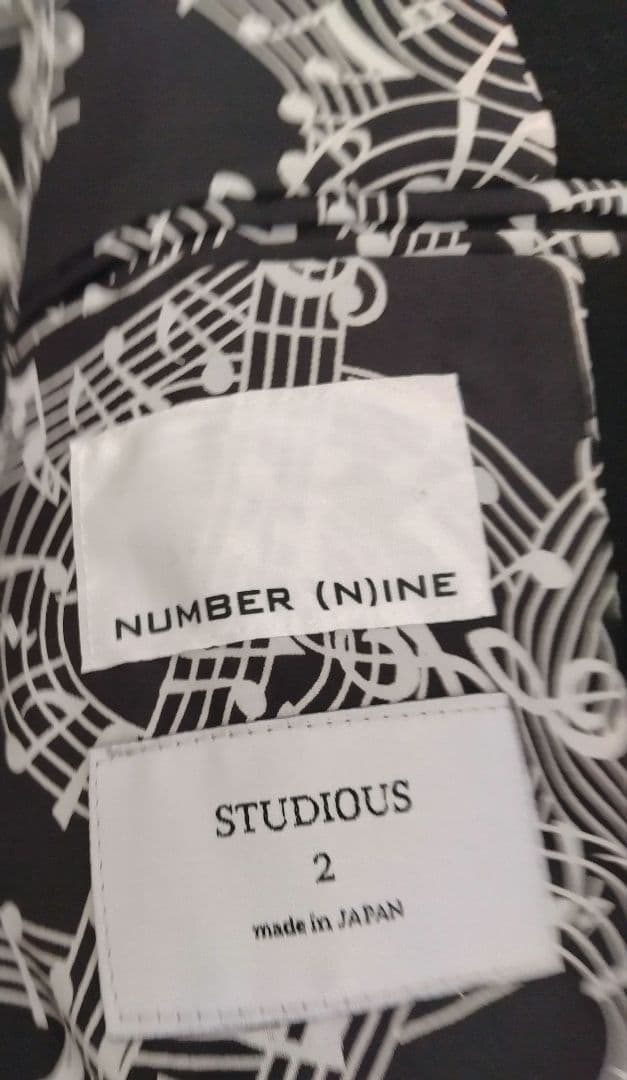 NUMBER (N)INE
STUDIOUS
2
made in JAPAN